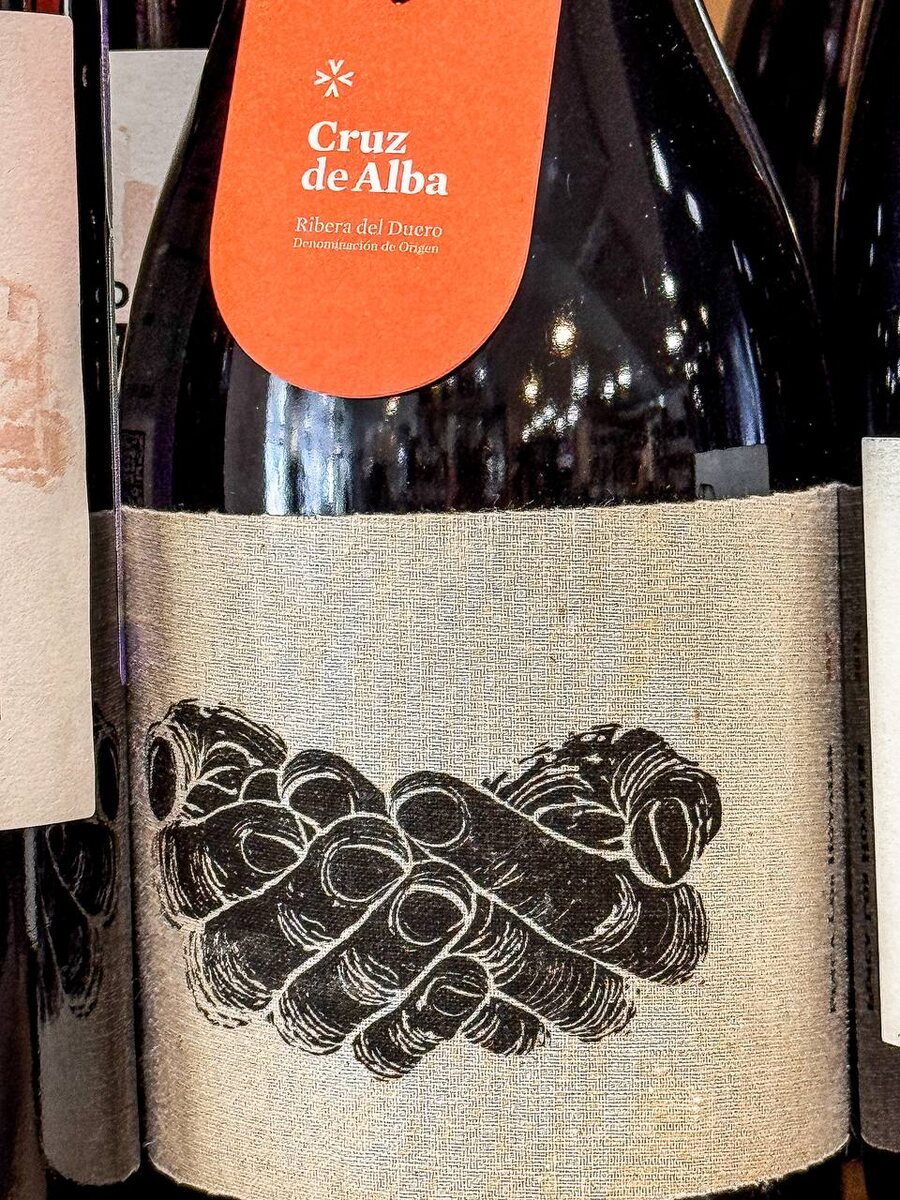 Cruz
de Alba
Ribera del Duero
Denominación de Origen